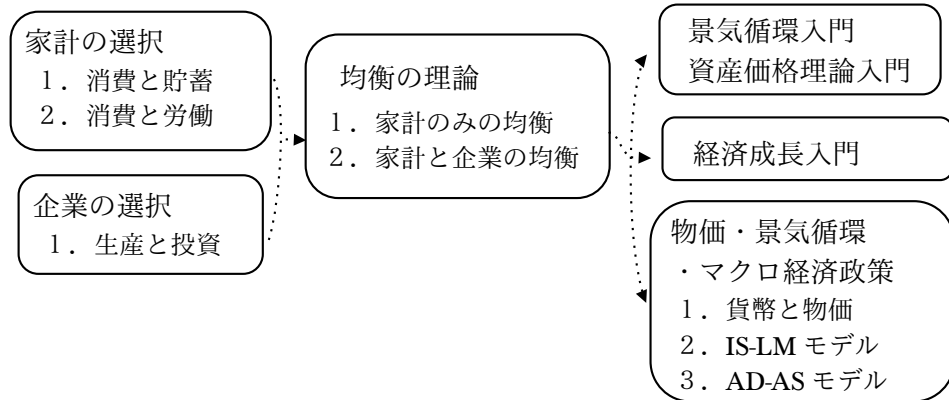 家計の選択
１．消費と貯蓄
２．消費と労働
企業の選択
１．生産と投資
均衡の理論
１．家計のみの均衡
２．家計と企業の均衡
景気循環入門
資産価格理論入門
経済成長入門
物価・景気循環
・マクロ経済政策
１．貨幣と物価
２．IS-LM モデル
３．AD-AS モデル